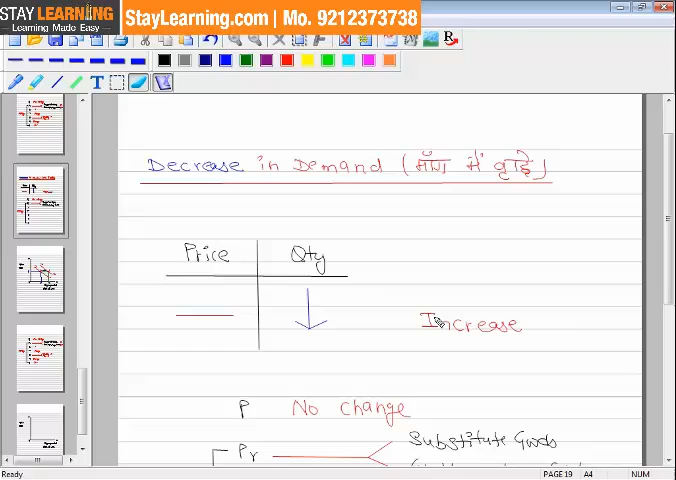 STAY LEARNING
Learning Made Easy
StayLearning.com | Mo. 9212373738
Decrease in Demand (माँग में वृद्धि)
Price Qty
Increase
P No change
Pr Substitute Goods
Ready PAGE 19 A4 NUM